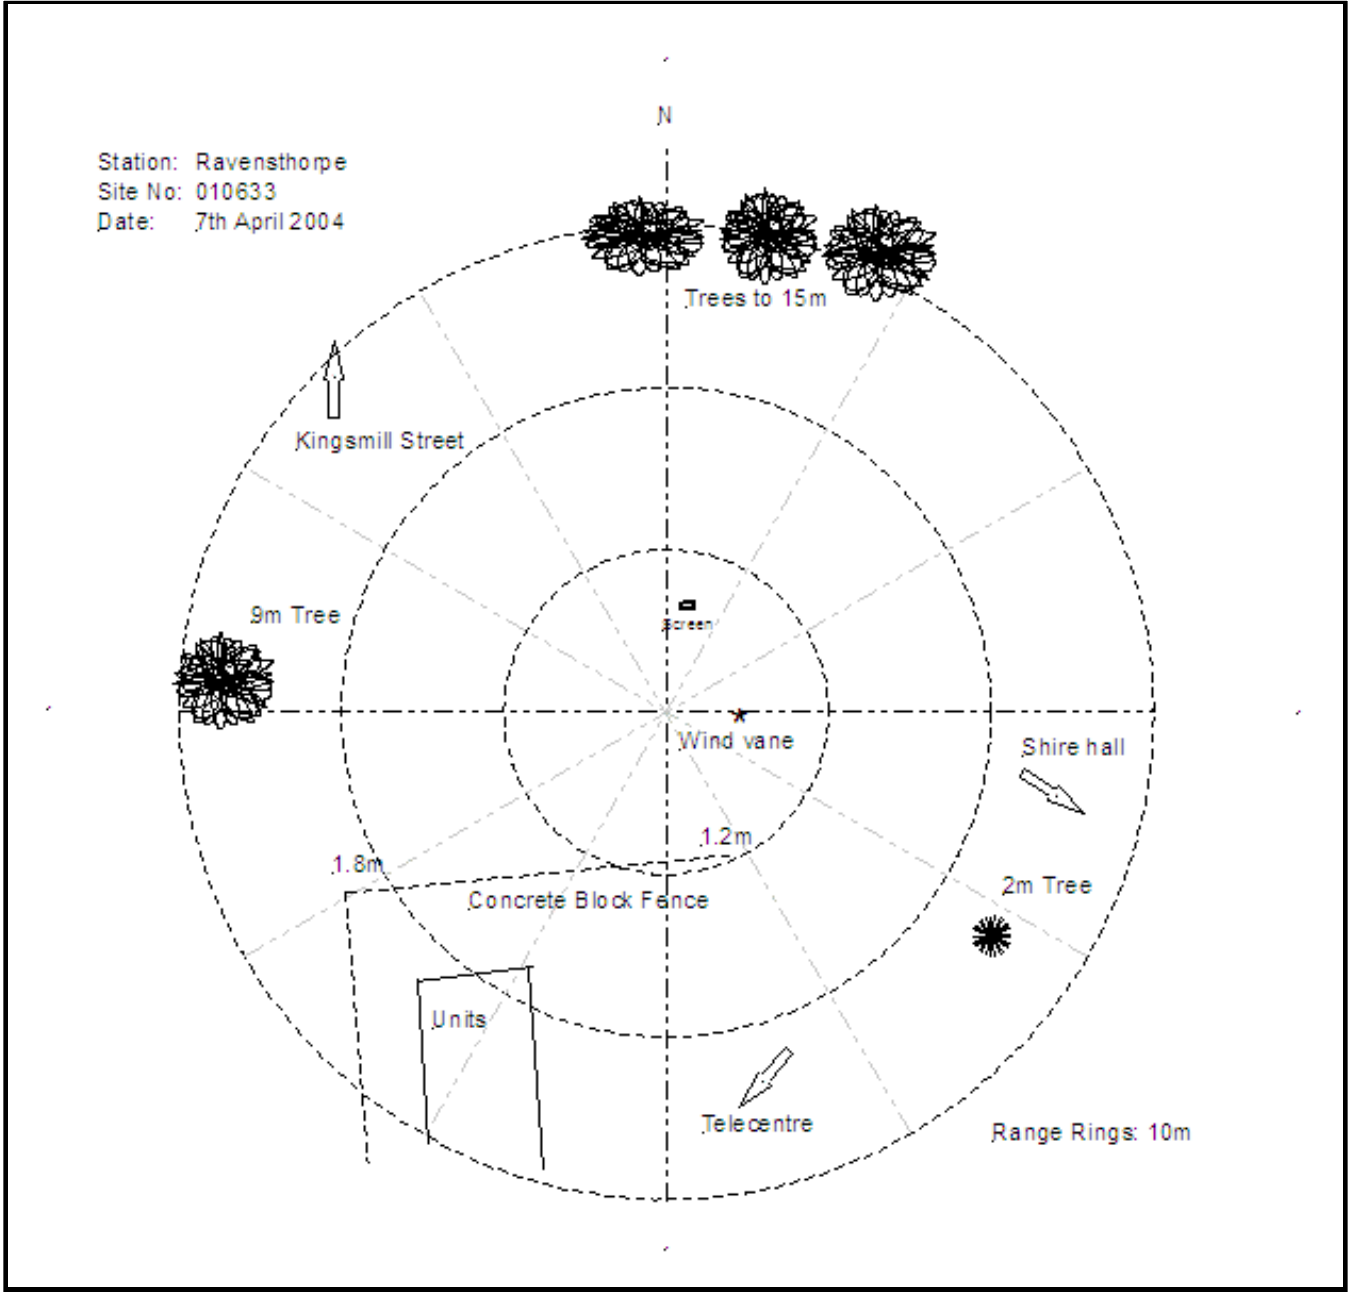 N
Station: Ravensthorpe
Site No: 010633
Date: 7th April 2004
Trees to 15m
Kingsmill Street
9m Tree
Screen
Wind vane
Shire hall
1.2m
1.8m
2m Tree
Concrete Block Fence
Units
Telecentre
Range Rings: 10m